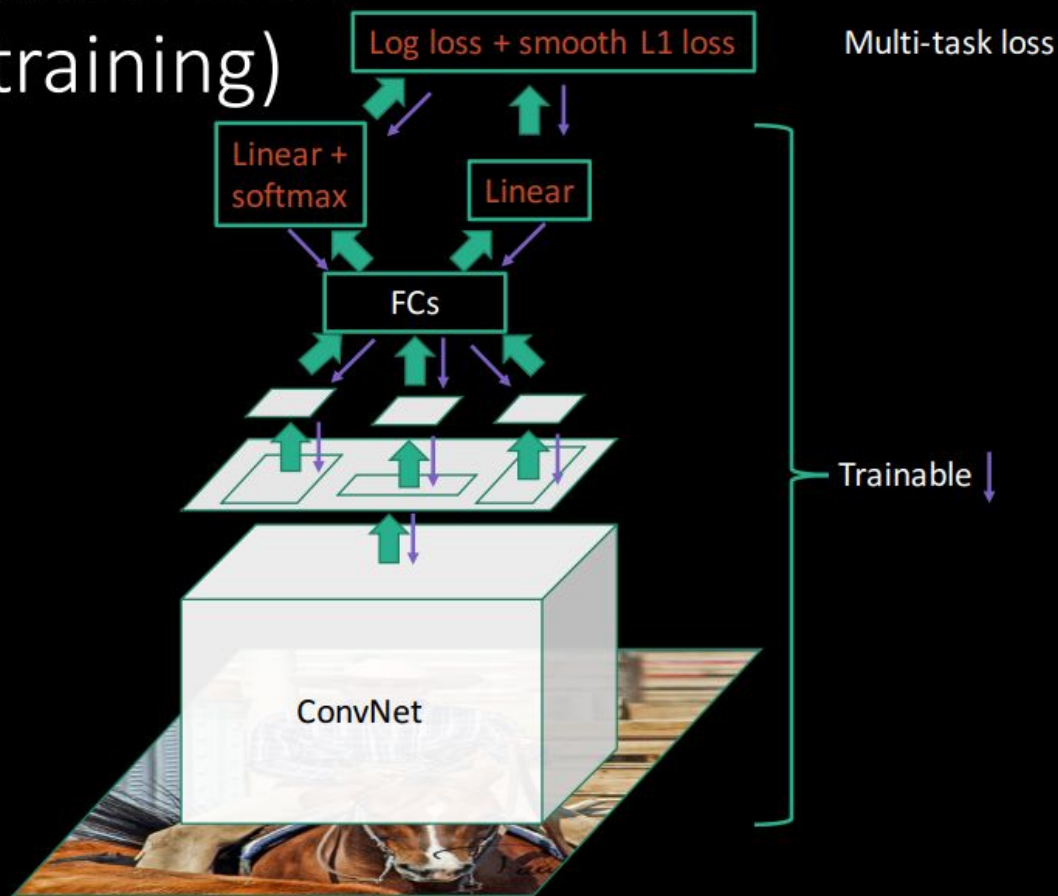 training)
Log loss + smooth L1 loss
Multi-task loss
Linear +
softmax
Linear
FCs
Trainable
ConvNet